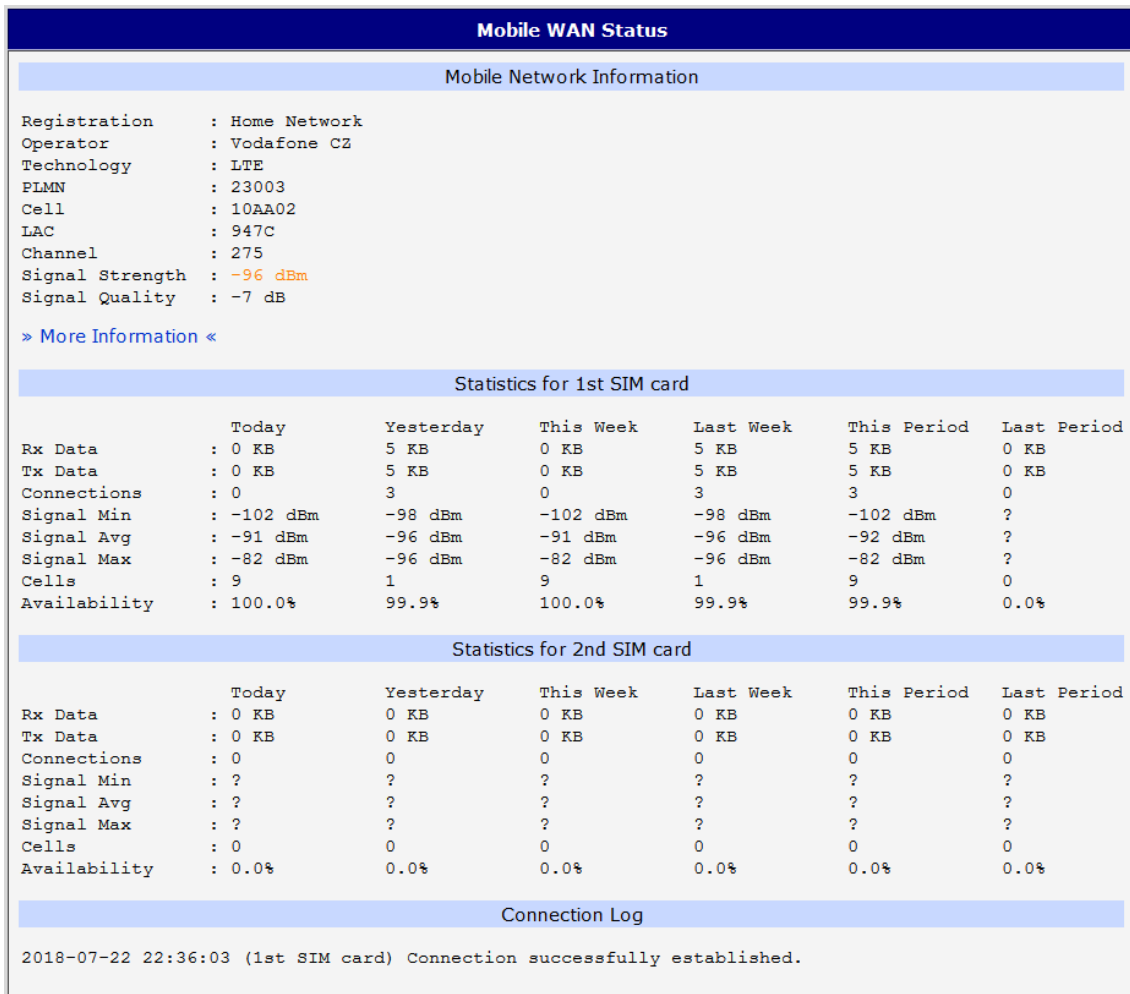 Mobile WAN Status
Mobile Network Information
Registration : Home Network
Operator : Vodafone CZ
Technology : LTE
PLMN : 23003
Cell : 10AA02
LAC : 947C
Channel : 275
Signal Strength : -96 dBm
Signal Quality : -7 dB
» More Information «
Statistics for 1st SIM card
Today Yesterday This Week Last Week This Period Last Period
Rx Data : 0 KB 5 KB 0 KB 5 KB 5 KB 0 KB
Tx Data : 0 KB 5 KB 0 KB 5 KB 5 KB 0 KB
Connections : 0 3 0 3 3 0
Signal Min : -102 dBm -98 dBm -102 dBm -98 dBm -102 dBm ?
Signal Avg : -91 dBm -96 dBm -91 dBm -96 dBm -92 dBm ?
Signal Max : -82 dBm -96 dBm -82 dBm -96 dBm -82 dBm ?
Cells : 9 1 9 1 9 0
Availability : 100.0% 99.9% 100.0% 99.9% 99.9% 0.0%
Statistics for 2nd SIM card
Today Yesterday This Week Last Week This Period Last Period
Rx Data : 0 KB 0 KB 0 KB 0 KB 0 KB 0 KB
Tx Data : 0 KB 0 KB 0 KB 0 KB 0 KB 0 KB
Connections : 0 0 0 0 0 0
Signal Min : ? ? ? ? ? ?
Signal Avg : ? ? ? ? ? ?
Signal Max : ? ? ? ? ? ?
Cells : 0 0 0 0 0 0
Availability : 0.0% 0.0% 0.0% 0.0% 0.0% 0.0%
Connection Log
2018-07-22 22:36:03 (1st SIM card) Connection successfully established.